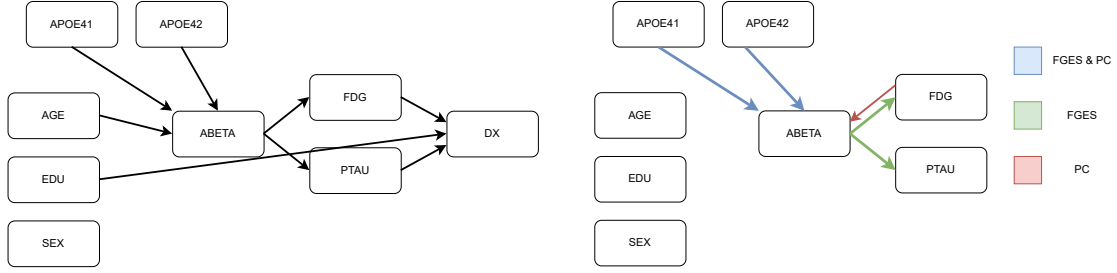 APOE41
APOE42
AGE
ABETA
FDG
DX
EDU
PTAU
SEX
APOE41
APOE42
FGES & PC
AGE
ABETA
FDG
FGES
EDU
PTAU
PC
SEX